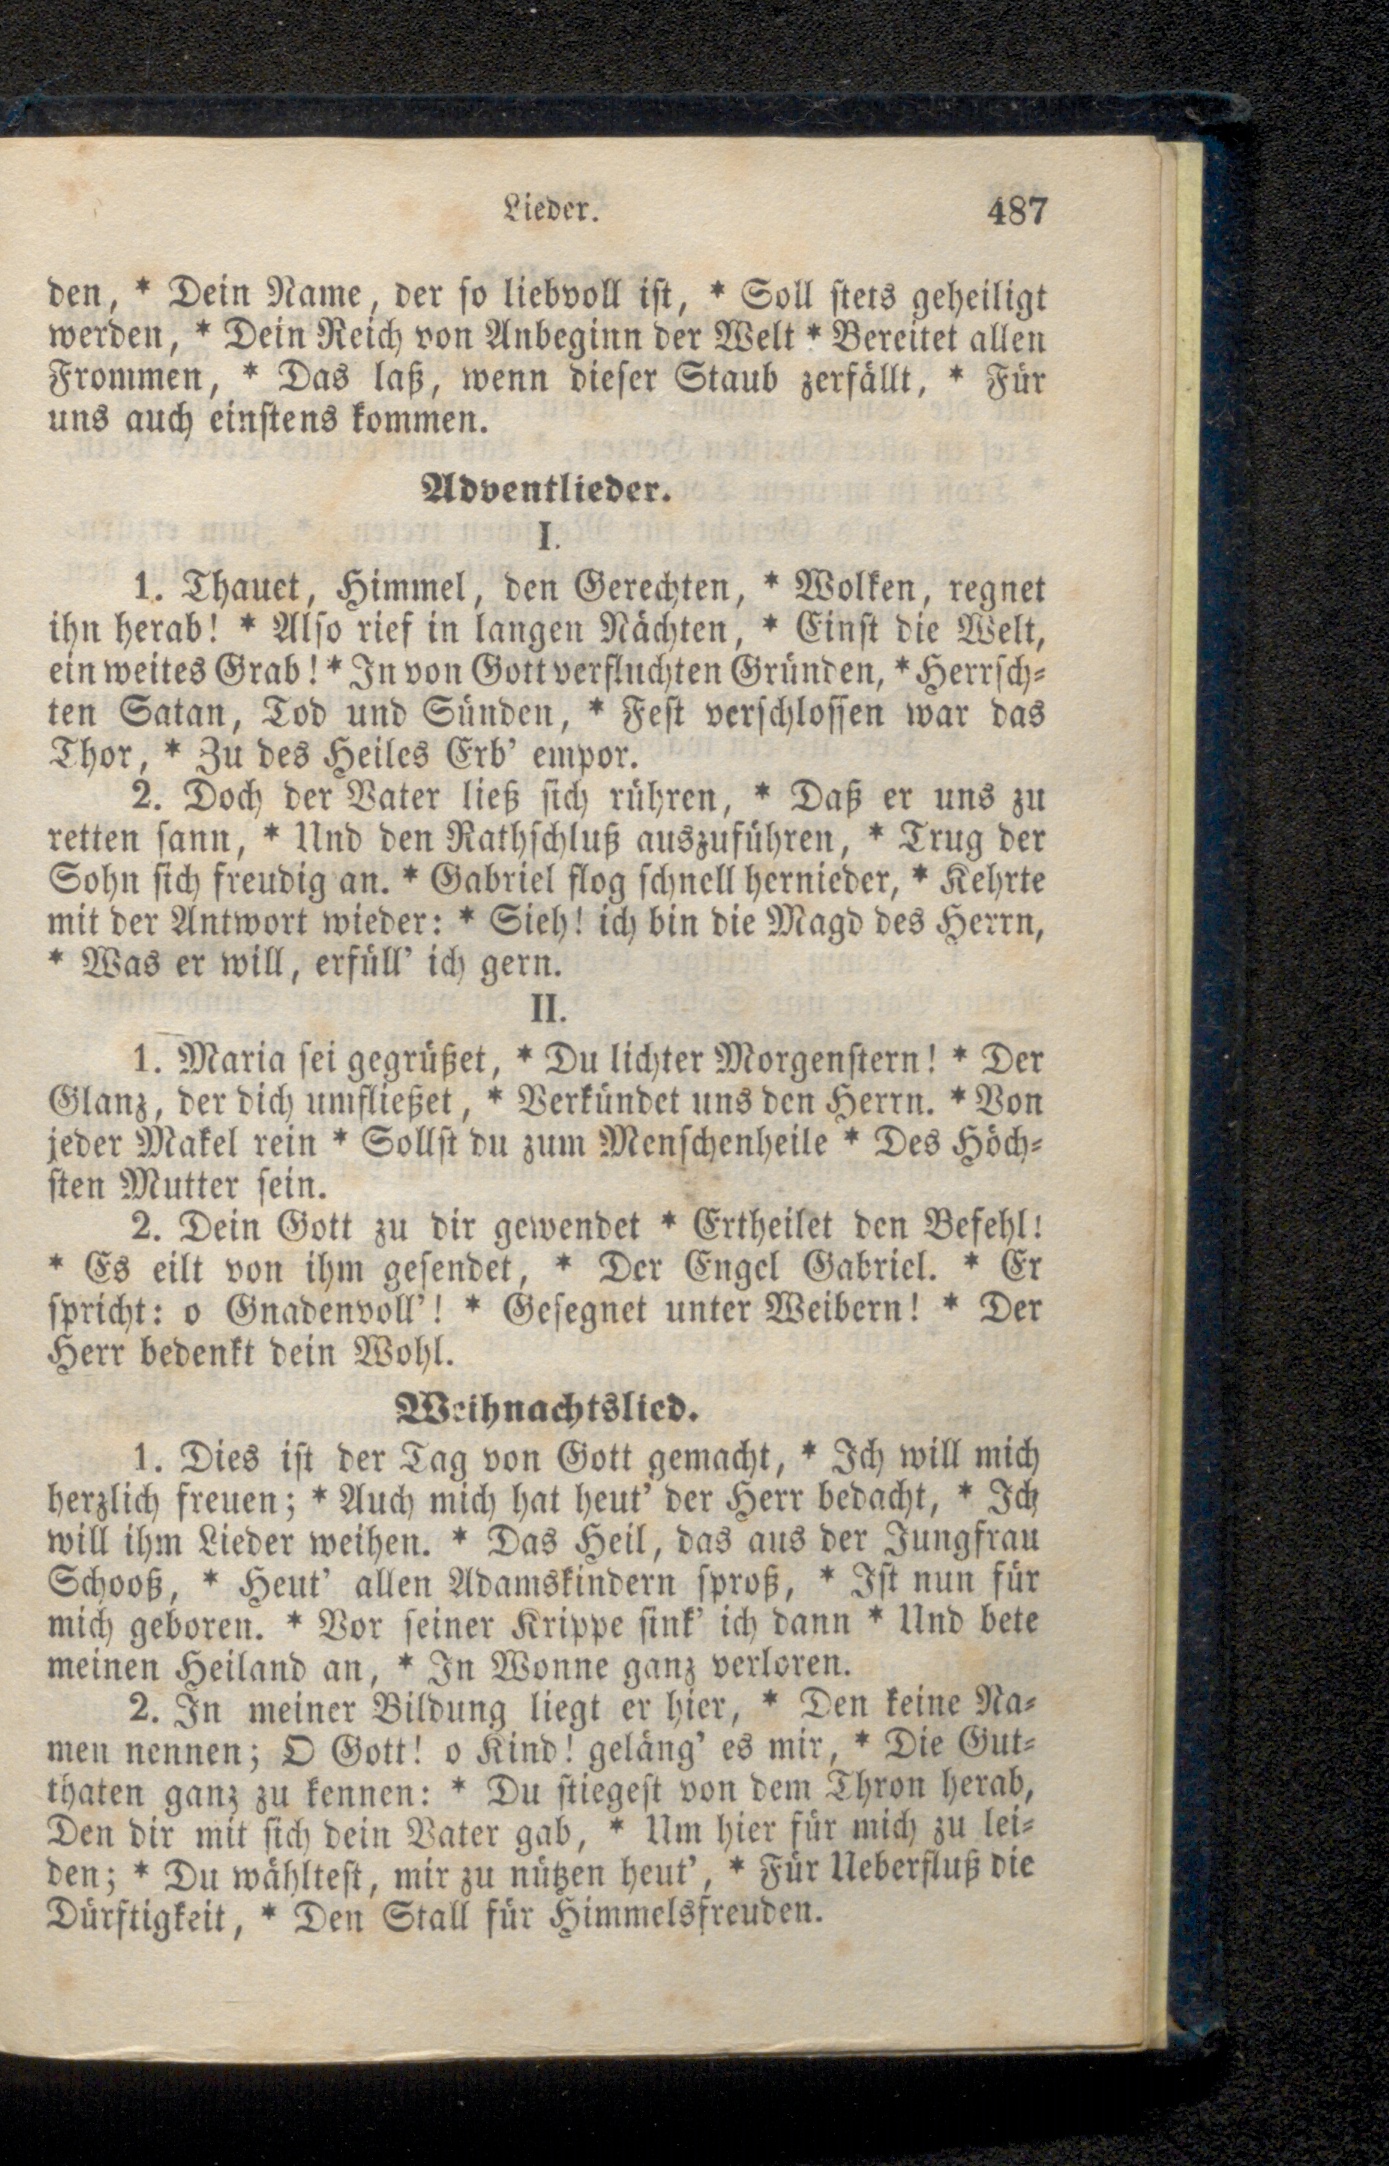 Lieder. 487
den, * Dein Name, der so liebvoll ist, * Soll stets geheiligt
werden, * Dein Reich von Anbeginn der Welt * Bereitet allen
Frommen, * Das laß, wenn dieser Staub zerfällt, * Für
uns auch einstens kommen.
Adventlieder.
I.
1. Thauet, Himmel, den Gerechten, * Wolken, regnet
ihn herab! * Also rief in langen Nächten, * Einst die Welt,
ein weites Grab! * In von Gott verfluchten Gründen, * Herrsch-
ten Satan, Tod und Sünden, * Fest verschlossen war das
Thor, * Zu des Heiles Erb' empor.
2. Doch der Vater ließ sich rühren, * Daß er uns zu
retten sann, * Und den Rathschluß auszuführen, * Trug der
Sohn sich freudig an. * Gabriel flog schnell hernieder, * Kehrte
mit der Antwort wieder: * Sieh! ich bin die Magd des Herrn,
* Was er will, erfüll' ich gern.
II.
1. Maria sei gegrüßet, * Du lichter Morgenstern! * Der
Glanz, der dich umfließet, * Verkündet uns den Herrn. * Von
jeder Makel rein * Sollst du zum Menschenheile * Des Höch-
sten Mutter sein.
2. Dein Gott zu dir gewendet * Ertheilet den Befehl!
* Es eilt von ihm gesendet, * Der Engel Gabriel. * Er
spricht: o Gnadenvoll'! * Gesegnet unter Weibern! * Der
Herr bedenkt dein Wohl.
Weihnachtslied.
1. Dies ist der Tag von Gott gemacht, * Ich will mich
herzlich freuen; * Auch mich hat heut' der Herr bedacht, * Ich
will ihm Lieder weihen. * Das Heil, das aus der Jungfrau
Schooß, * Heut' allen Adamskindern sproß, * Ist nun für
mich geboren. * Vor seiner Krippe sink' ich dann * Und bete
meinen Heiland an, * In Wonne ganz verloren.
2. In meiner Bildung liegt er hier, * Den keine Na-
men nennen; O Gott! o Kind! geläng' es mir, * Die Gut-
thaten ganz zu kennen: * Du stiegest von dem Thron herab,
Den dir mit sich dein Vater gab, * Um hier für mich zu lei-
den; * Du wähltest, mir zu nützen heut', * Für Ueberfluß die
Dürftigkeit, * Den Stall für Himmelsfreuden.